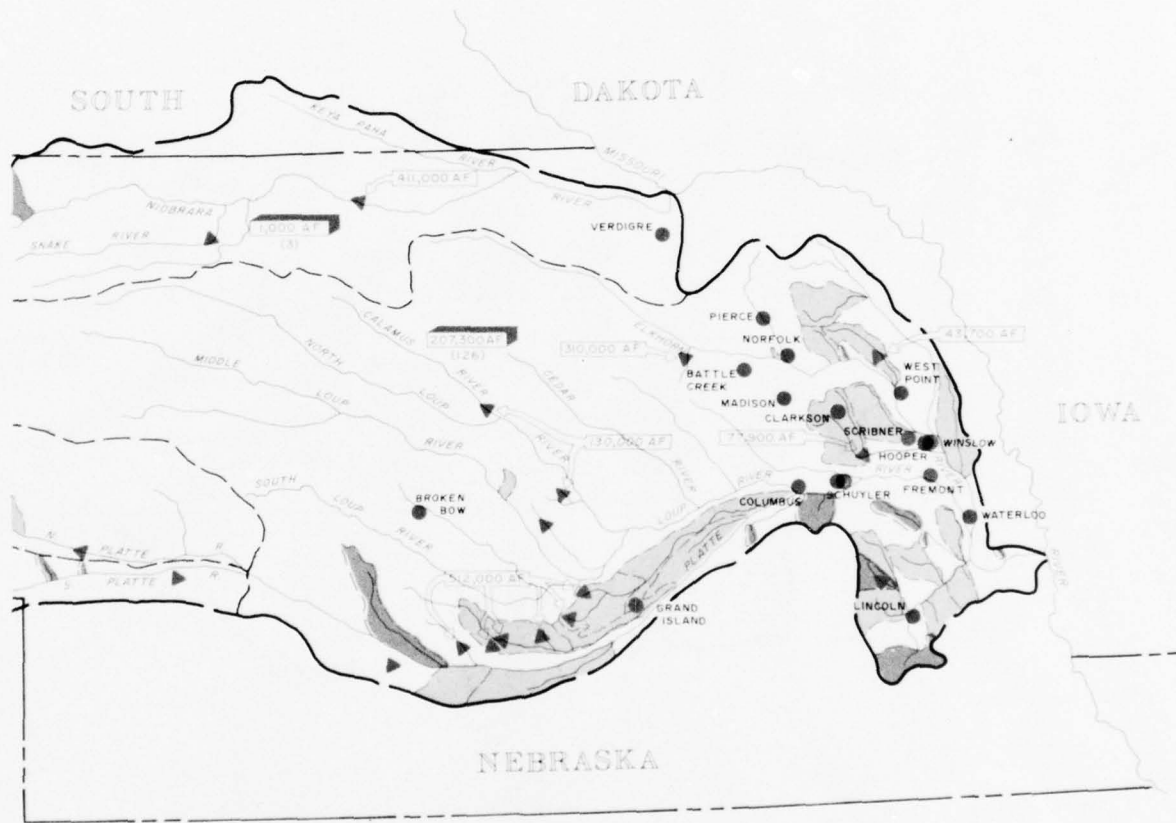 SOUTH
DAKOTA
KEYA PAHA
RIVER
MISSOURI
RIVER
411,000 AF
NIOBRARA
1,000 AF
(3)
SNAKE
RIVER
VERDIGRE
CALAMUS
RIVER
207,300 AF
(126)
ELKHORN
310,000 AF
PIERCE
NORFOLK
43,700 AF
BATTLE
CREEK
WEST
POINT
MIDDLE
LOUP
RIVER
NORTH
LOUP
RIVER
CEDAR
RIVER
MADISON
CLARKSON
IOWA
130,000 AF
77,900 AF
SCRIBNER
WINSLOW
HOOPER
RIVER
RIVER
FREMONT
SCHUYLER
COLUMBUS
SOUTH
LOUP
RIVER
BROKEN
BOW
LOUP
PLATTE
WATERLOO
N.
PLATTE
R.
S.
PLATTE
R.
512,000 AF
GRAND
ISLAND
LINCOLN
RIVER
NEBRASKA